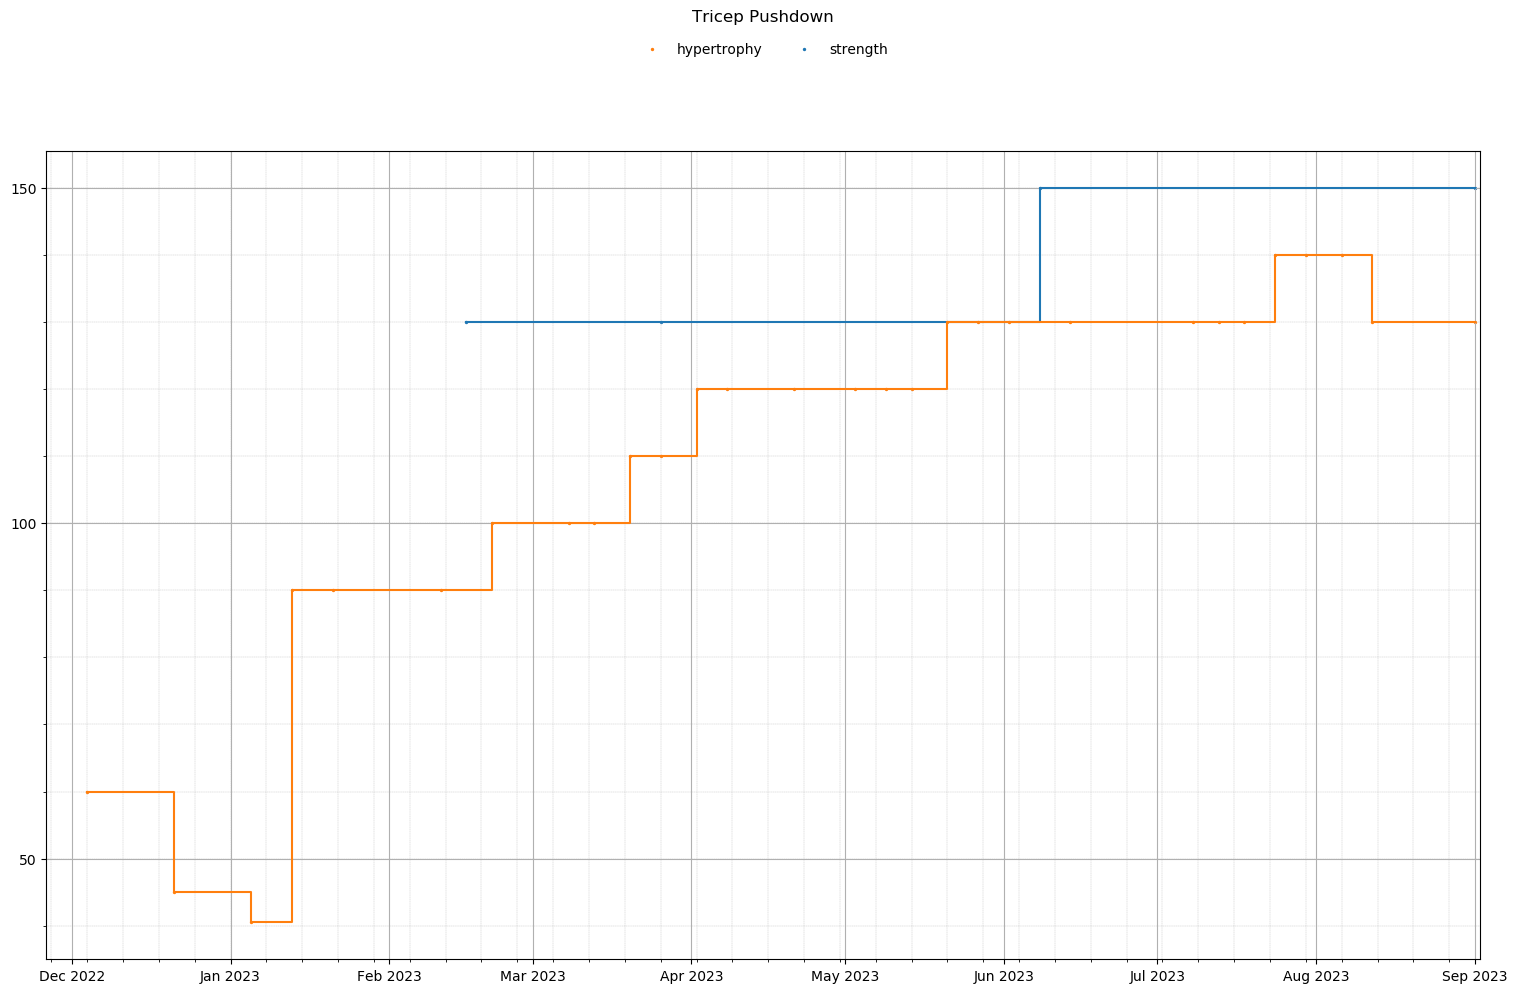 Tricep Pushdown
hypertrophy strength
150
100
50
Dec 2022 Jan 2023 Feb 2023 Mar 2023 Apr 2023 May 2023 Jun 2023 Jul 2023 Aug 2023 Sep 2023